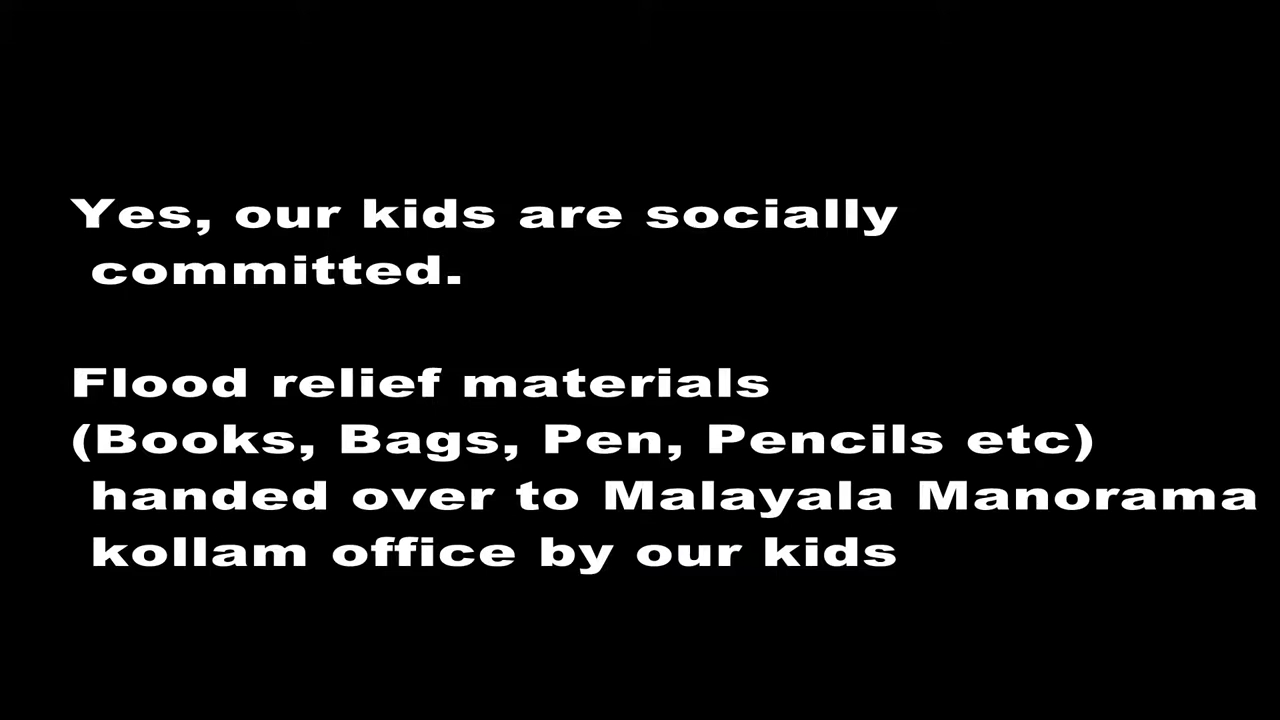 Yes, our kids are socially
committed.
Flood relief materials
(Books, Bags, Pen, Pencils etc)
handed over to Malayala Manorama
kollam office by our kids